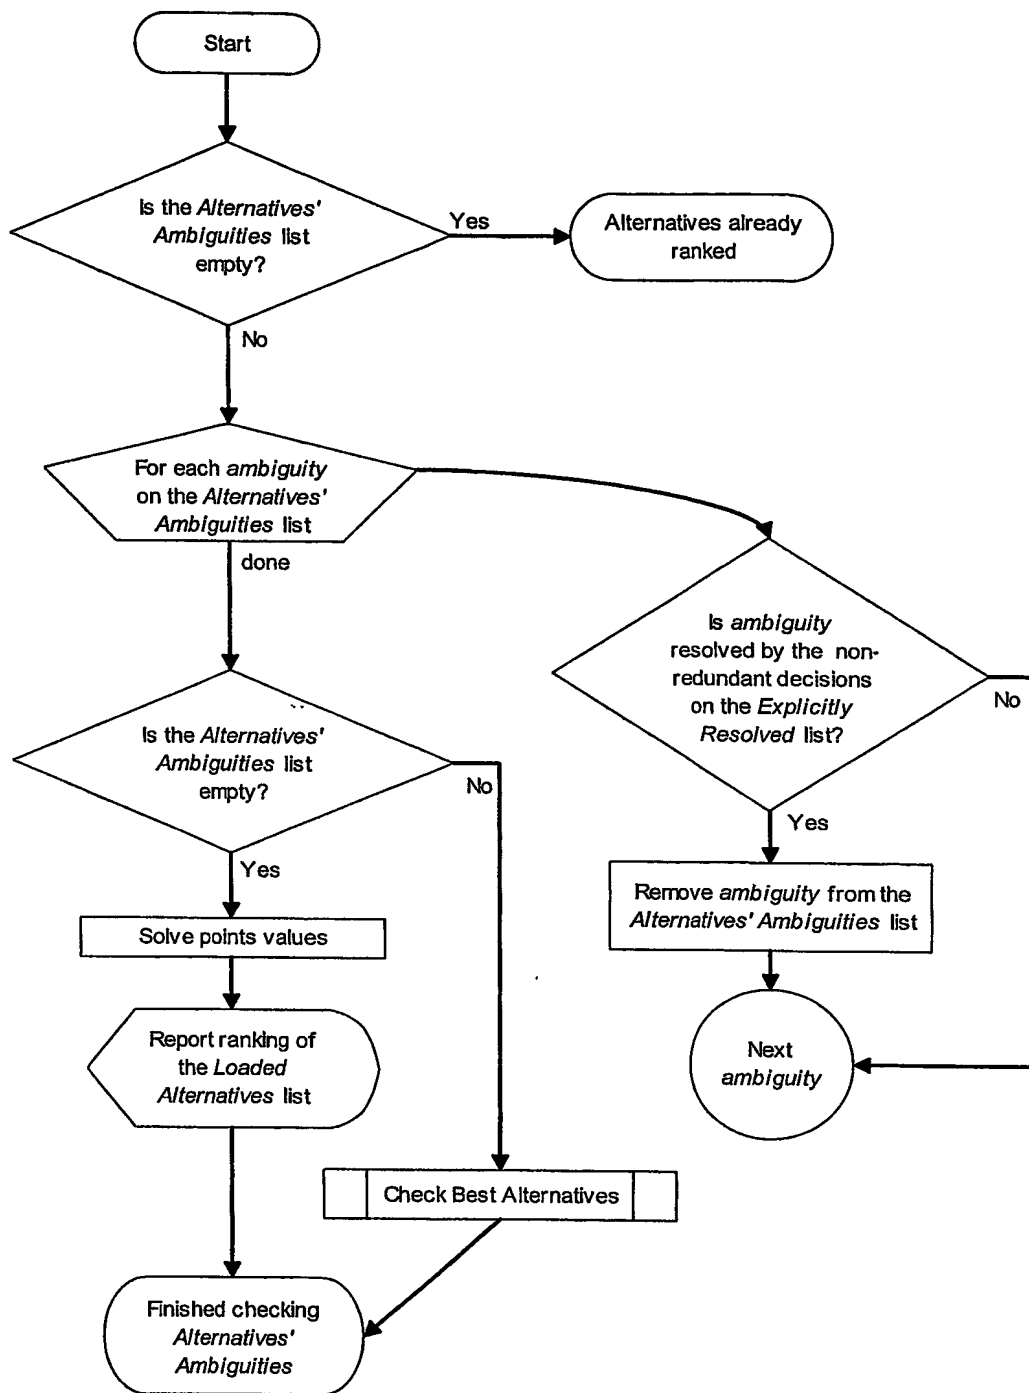 Start
Is the Alternatives'
Ambiguities list
empty?
Yes
Alternatives already
ranked
No
For each ambiguity
on the Alternatives'
Ambiguities list
done
Is ambiguity
resolved by the non-
redundant decisions
on the Explicitly
Resolved list?
No
Yes
Remove ambiguity from the
Alternatives' Ambiguities list
Next
ambiguity
Is the Alternatives'
Ambiguities list
empty?
No
Yes
Solve points values
Report ranking of
the Loaded
Alternatives list
Check Best Alternatives
Finished checking
Alternatives'
Ambiguities